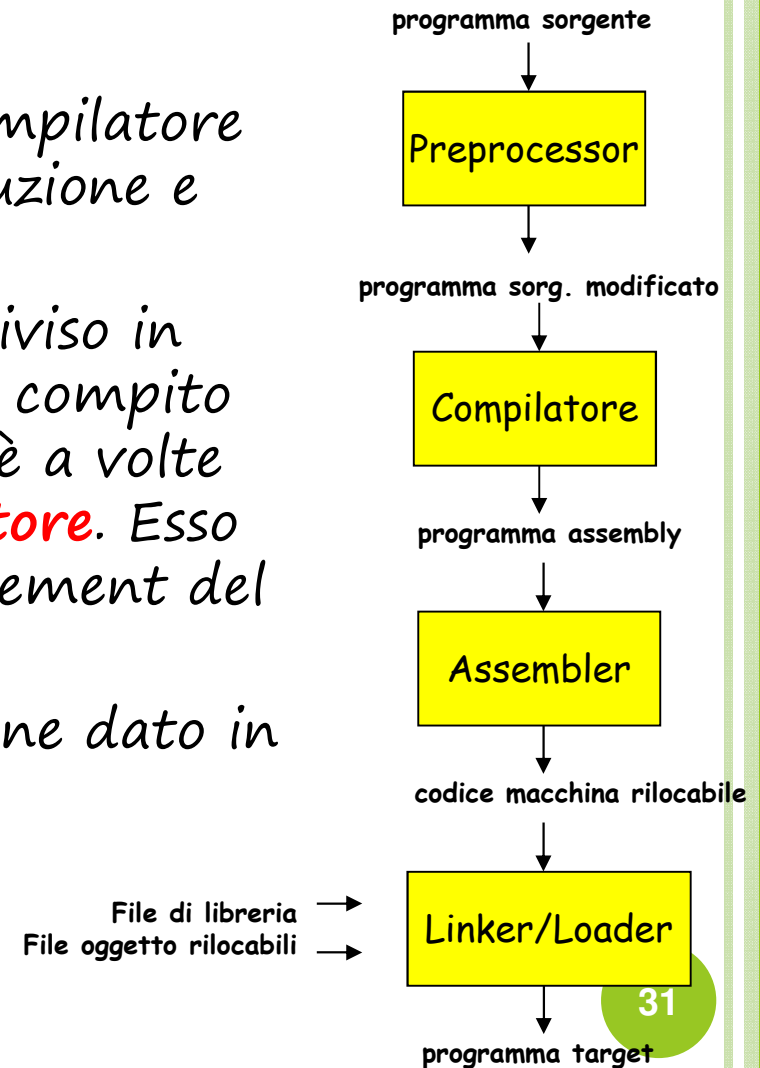 mpilatore
uzione e
iviso in
compito
è a volte
tore. Esso
ement del
ne dato in
programma sorgente
Preprocessor
programma sorg. modificato
Compilatore
programma assembly
Assembler
codice macchina rilocabile
File di libreria
File oggetto rilocabili
Linker/Loader
31
programma target